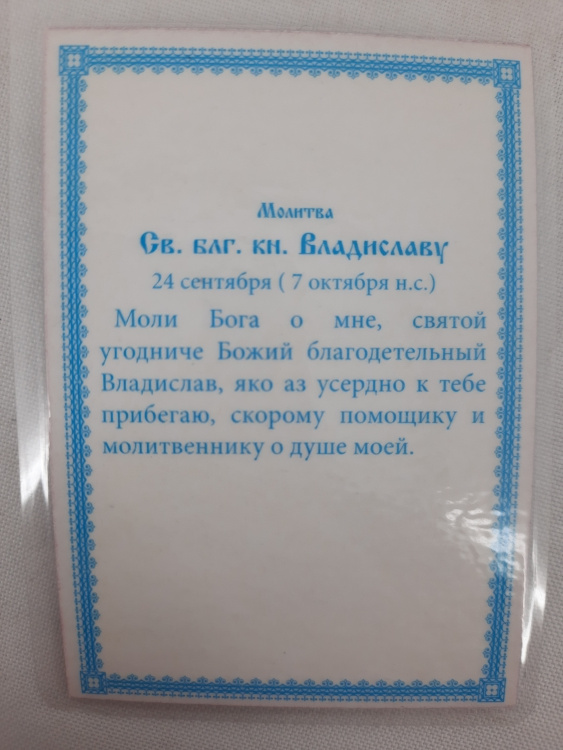 Молитва
Св. блг. кн. Владиславу
24 сентября ( 7 октября н.с.)
Моли Бога о мне, святой
угодниче Божий благодетельный
Владислав, яко аз усердно к тебе
прибегаю, скорому помощику и
молитвеннику о душе моей.